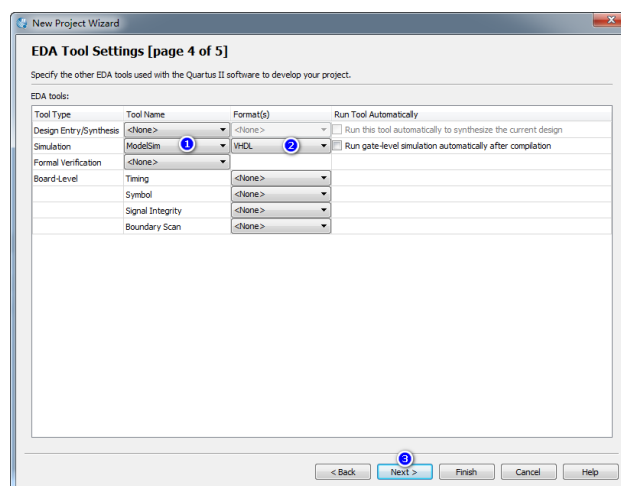 New Project Wizard
EDA Tool Settings [page 4 of 5]
Specify the other EDA tools used with the Quartus II software to develop your project.
EDA tools:
Tool Type Tool Name Format(s) Run Tool Automatically
Design Entry/Synthesis <None> <None> Run this tool automatically to synthesize the current design
Simulation ModelSim 1 VHDL 2 Run gate-level simulation automatically after compilation
Formal Verification <None>
Board-Level Timing <None>
Symbol <None>
Signal Integrity <None>
Boundary Scan <None>
3
< Back Next > Finish Cancel Help